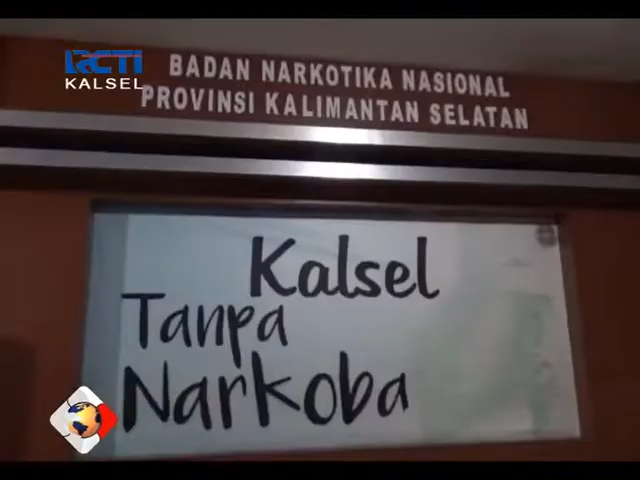 RCTI
KALSEL
BADAN NARKOTIKA NASIONAL
PROVINSI KALIMANTAN SELATAN
Kalsel
Tanpa
Narkoba